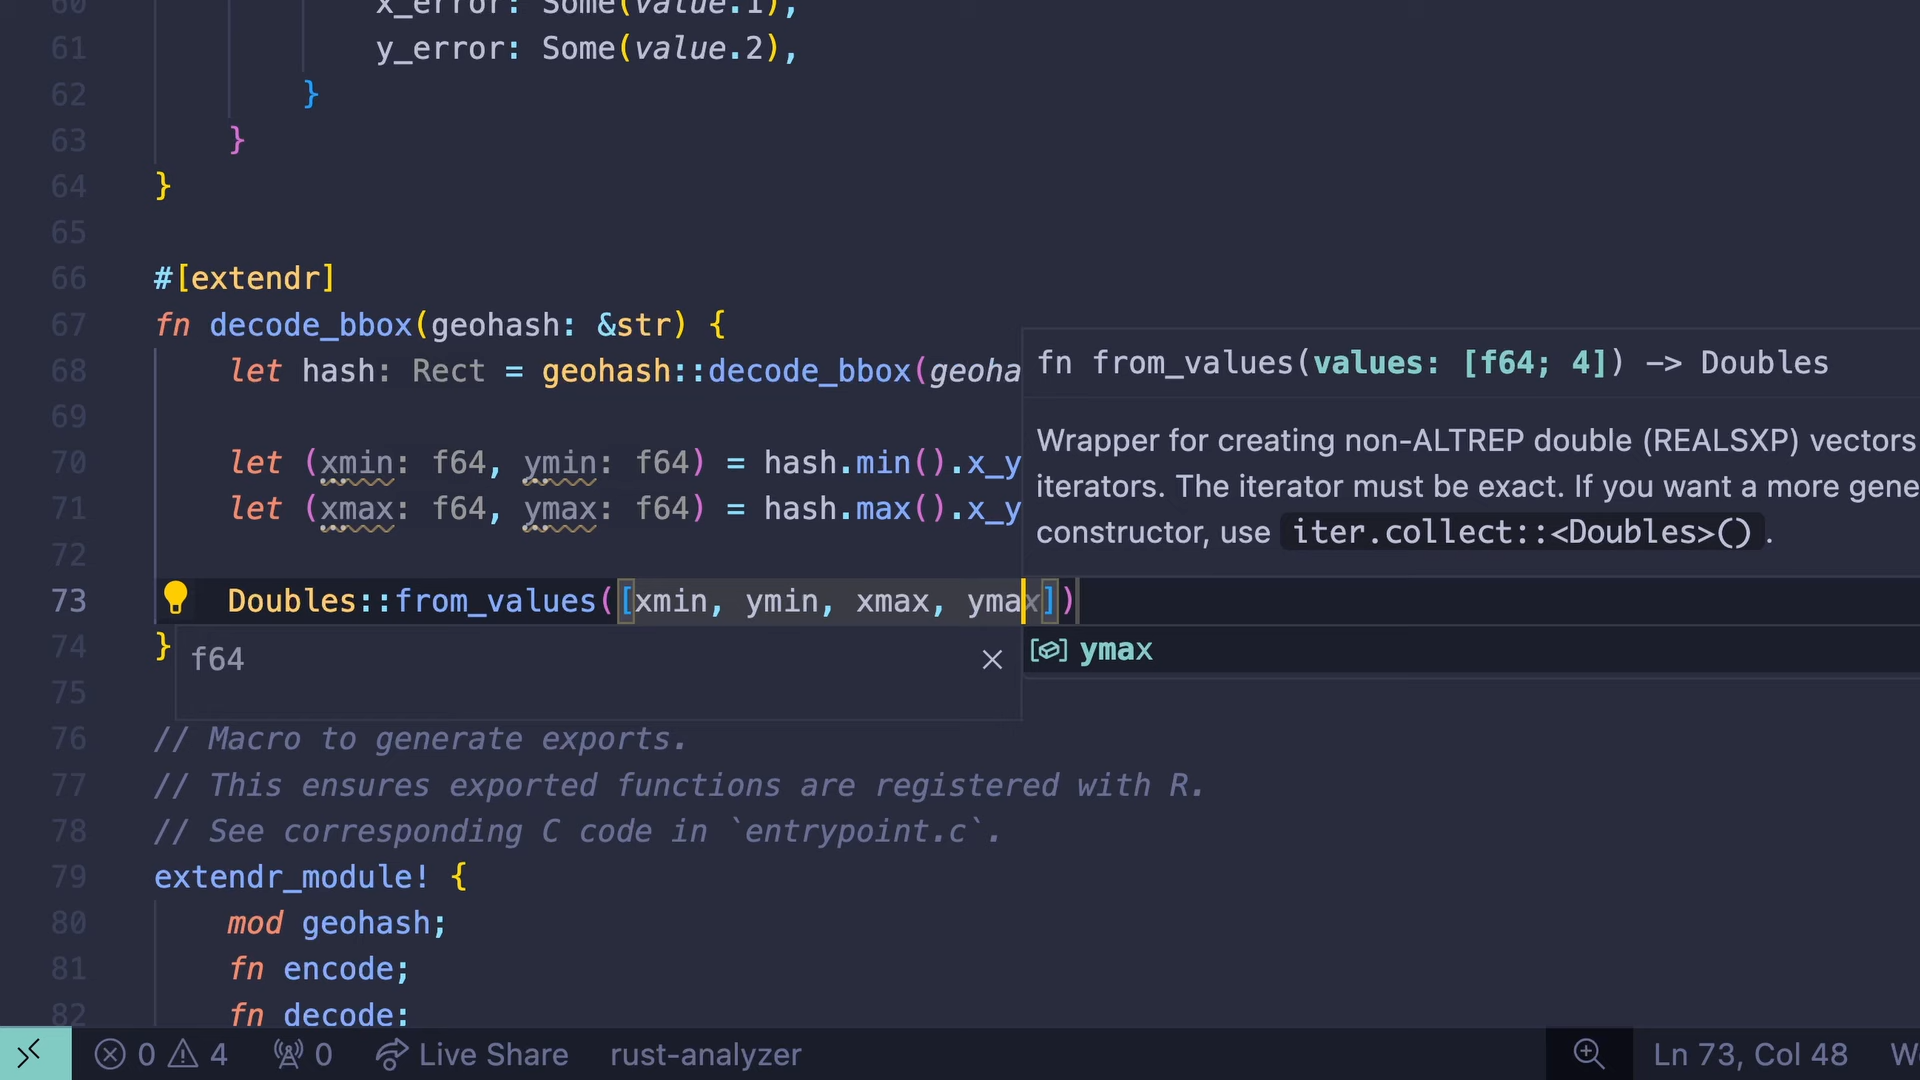 60 x_error: Some(value.1),
61 y_error: Some(value.2),
62 }
63 }
64 }
65
66 #[extendr]
67 fn decode_bbox(geohash: &str) {
68 let hash: Rect = geohash::decode_bbox(geoha
69
70 let (xmin: f64, ymin: f64) = hash.min().x_y
71 let (xmax: f64, ymax: f64) = hash.max().x_y
72
fn from_values(values: [f64; 4]) -> Doubles
Wrapper for creating non-ALTREP double (REALSXP) vectors
iterators. The iterator must be exact. If you want a more gene
constructor, use iter.collect::<Doubles>().
73 Doubles::from_values([xmin, ymin, xmax, ymax])
74 }
f64
ymax
75
76 // Macro to generate exports.
77 // This ensures exported functions are registered with R.
78 // See corresponding C code in `entrypoint.c`.
79 extendr_module! {
80 mod geohash;
81 fn encode;
82 fn decode;
0 4 0 Live Share rust-analyzer Ln 73, Col 48